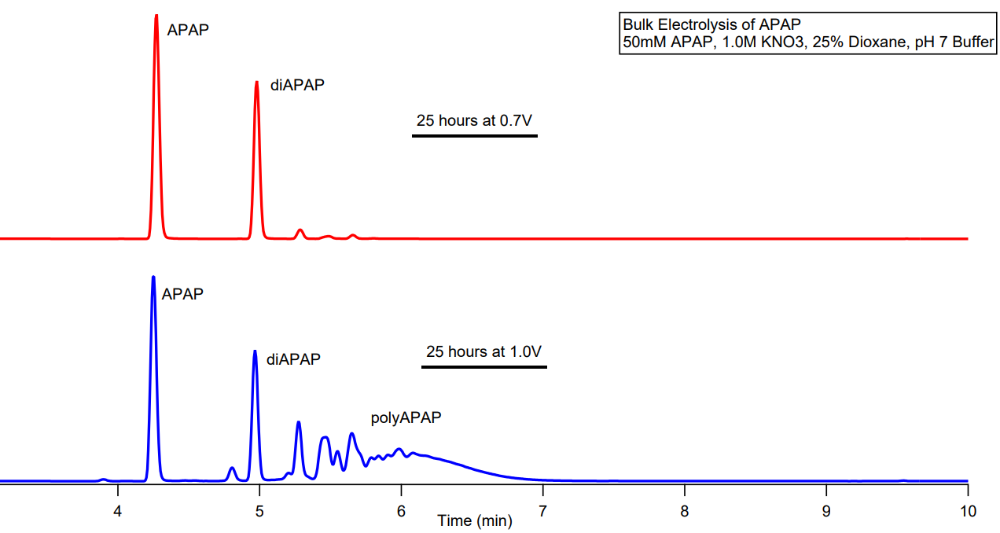 Bulk Electrolysis of APAP
50mM APAP, 1.0M KNO3, 25% Dioxane, pH 7 Buffer
APAP
diAPAP
25 hours at 0.7V
APAP
diAPAP
25 hours at 1.0V
polyAPAP
4 5 6 7 8 9 10
Time (min)